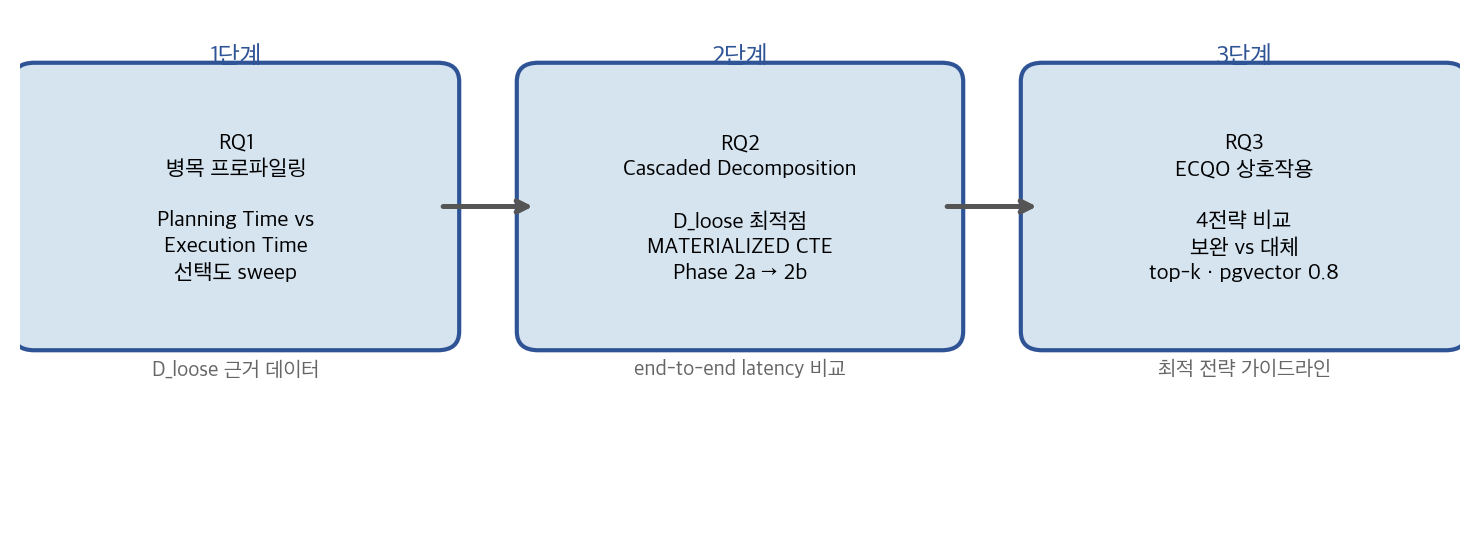 1단계
RQ1
병목 프로파일링
Planning Time vs
Execution Time
선택도 sweep
D_loose 근거 데이터
2단계
RQ2
Cascaded Decomposition
D_loose 최적점
MATERIALIZED CTE
Phase 2a → 2b
end-to-end latency 비교
3단계
RQ3
ECQO 상호작용
4전략 비교
보완 vs 대체
top-k · pgvector 0.8
최적 전략 가이드라인